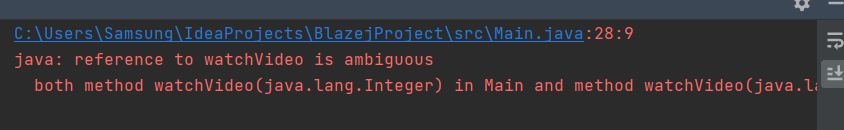 C:\Users\Samsung\IdeaProjects\BlazejProject\src\Main.java:28:9
java: reference to watchVideo is ambiguous
both method watchVideo(java.lang.Integer) in Main and method watchVideo(java.la